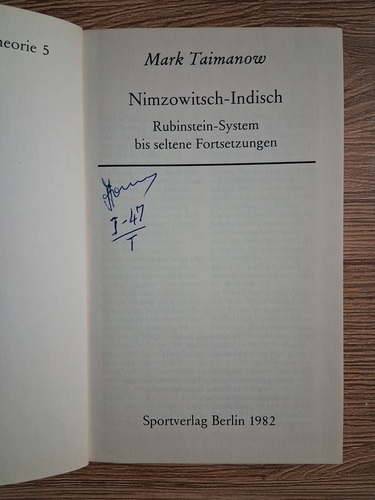 heorie 5
Mark Taimanow
Nimzowitsch-Indisch
Rubinstein-System
bis seltene Fortsetzungen
I-47
T
Sportverlag Berlin 1982